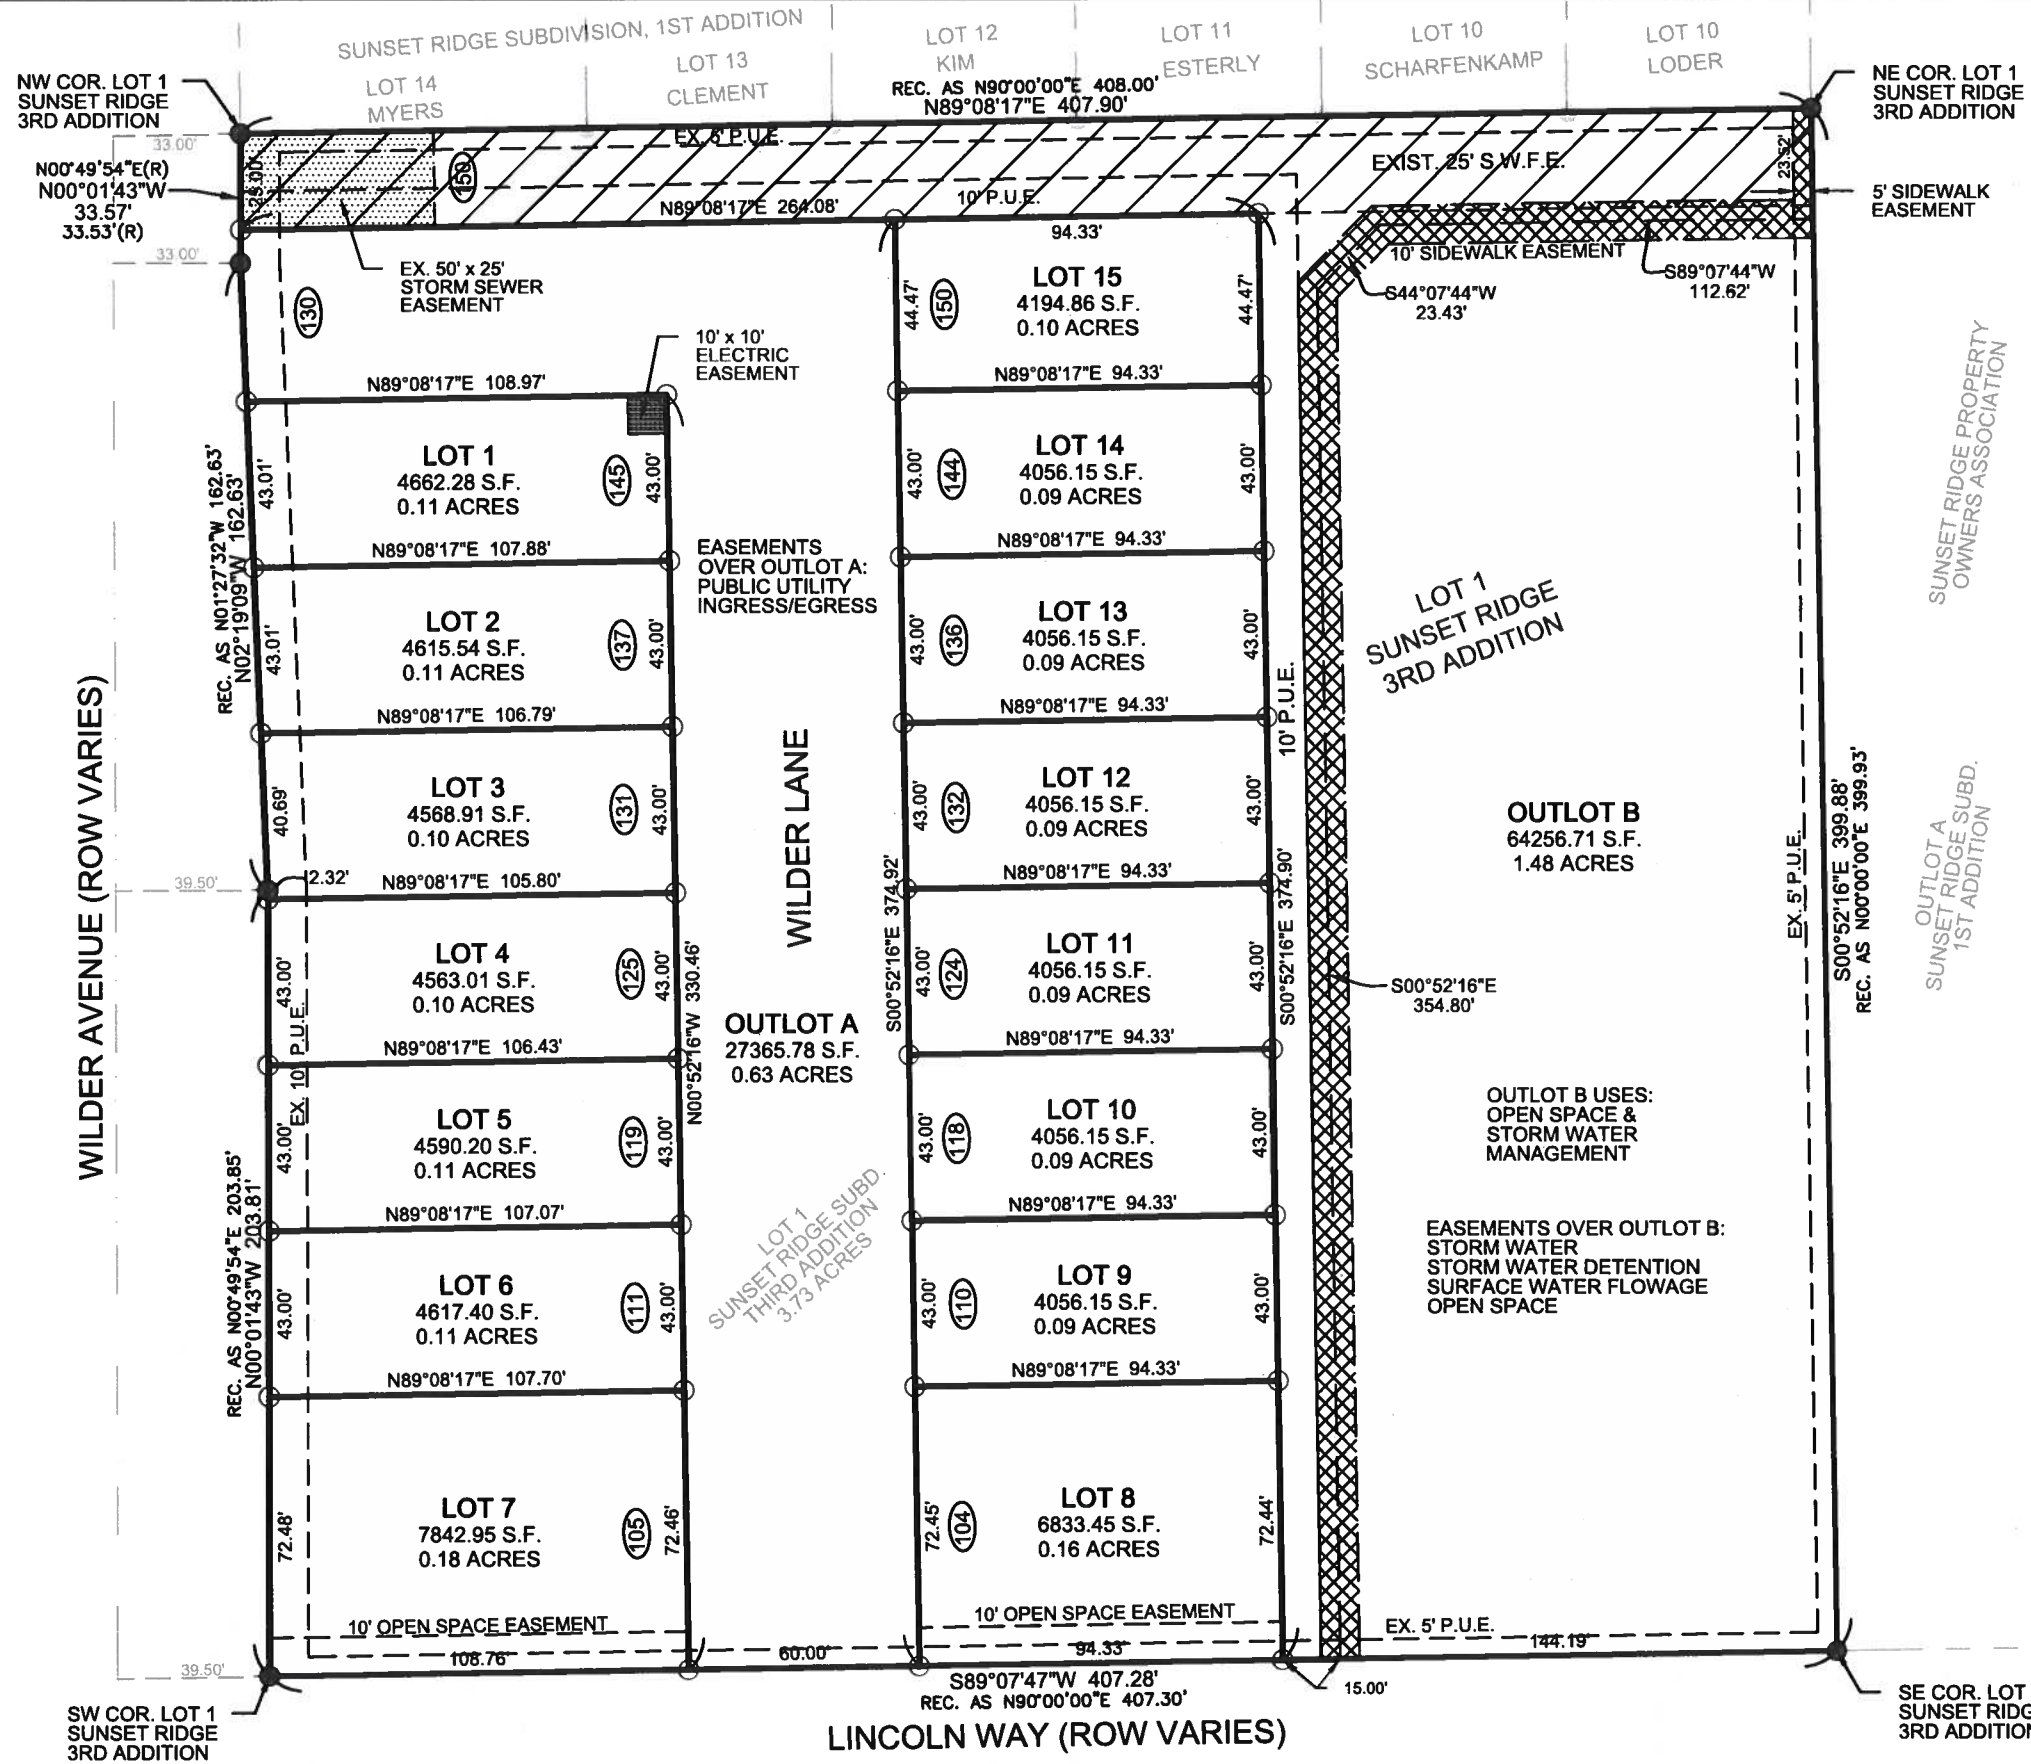 SUNSET RIDGE SUBDIVISION, 1ST ADDITION
LOT 14
MYERS
LOT 13
CLEMENT
LOT 12
KIM
LOT 11
ESTERLY
LOT 10
SCHARFENKAMP
LOT 10
LODER
NW COR. LOT 1
SUNSET RIDGE
3RD ADDITION
REC. AS N90°00'00"E 408.00'
N89°08'17"E 407.90'
NE COR. LOT 1
SUNSET RIDGE
3RD ADDITION
33.00'
N00°49'54"E(R)
N00°01'43"W
33.57'
33.53'(R)
33.00'
25.00'
150
EX. 5' P.U.E.
EXIST. 25' S.W.F.E.
23.52'
5' SIDEWALK
EASEMENT
10' P.U.E.
N89°08'17"E 264.08'
94.33'
EX. 50' x 25'
STORM SEWER
EASEMENT
130
10' SIDEWALK EASEMENT
S89°07'44"W
112.62'
S44°07'44"W
23.43'
44.47'
150
LOT 15
4194.86 S.F.
0.10 ACRES
44.47'
10' x 10'
ELECTRIC
EASEMENT
N89°08'17"E 108.97'
N89°08'17"E 94.33'
REC. AS N01°27'32"W 162.63'
N02°19'09"W 162.63'
43.01'
LOT 1
4662.28 S.F.
0.11 ACRES
145
43.00'
43.00'
144
LOT 14
4056.15 S.F.
0.09 ACRES
43.00'
N89°08'17"E 107.88'
N89°08'17"E 94.33'
EASEMENTS
OVER OUTLOT A:
PUBLIC UTILITY
INGRESS/EGRESS
43.01'
LOT 2
4615.54 S.F.
0.11 ACRES
137
43.00'
43.00'
136
LOT 13
4056.15 S.F.
0.09 ACRES
43.00'
LOT 1
SUNSET RIDGE
3RD ADDITION
SUNSET RIDGE PROPERTY
OWNERS ASSOCIATION
N89°08'17"E 106.79'
N89°08'17"E 94.33'
10' P.U.E.
WILDER AVENUE (ROW VARIES)
40.69'
LOT 3
4568.91 S.F.
0.10 ACRES
131
43.00'
WILDER LANE
43.00'
132
LOT 12
4056.15 S.F.
0.09 ACRES
43.00'
OUTLOT B
64256.71 S.F.
1.48 ACRES
EX. 5' P.U.E.
S00°52'16"E 399.88'
REC. AS N00°00'00"E 399.93'
OUTLOT A
SUNSET RIDGE SUBD.
1ST ADDITION
39.50'
2.32'
N89°08'17"E 105.80'
N89°08'17"E 94.33'
S00°52'16"E 374.92'
S00°52'16"E 374.90'
43.00'
EX. 10' P.U.E.
LOT 4
4563.01 S.F.
0.10 ACRES
125
43.00'
N00°52'16"W 330.46'
43.00'
124
LOT 11
4056.15 S.F.
0.09 ACRES
43.00'
S00°52'16"E
354.80'
OUTLOT A
27365.78 S.F.
0.63 ACRES
N89°08'17"E 106.43'
N89°08'17"E 94.33'
43.00'
LOT 5
4590.20 S.F.
0.11 ACRES
119
43.00'
43.00'
118
LOT 10
4056.15 S.F.
0.09 ACRES
43.00'
OUTLOT B USES:
OPEN SPACE &
STORM WATER
MANAGEMENT
N89°08'17"E 107.07'
N89°08'17"E 94.33'
REC. AS N00°49'54"E 203.85'
N00°01'43"W 203.81'
43.00'
LOT 6
4617.40 S.F.
0.11 ACRES
111
43.00'
LOT 1
SUNSET RIDGE SUBD.
THIRD ADDITION
3.73 ACRES
43.00'
110
LOT 9
4056.15 S.F.
0.09 ACRES
43.00'
EASEMENTS OVER OUTLOT B:
STORM WATER
STORM WATER DETENTION
SURFACE WATER FLOWAGE
OPEN SPACE
N89°08'17"E 107.70'
N89°08'17"E 94.33'
72.48'
LOT 7
7842.95 S.F.
0.18 ACRES
105
72.46'
72.45'
104
LOT 8
6833.45 S.F.
0.16 ACRES
72.44'
10' OPEN SPACE EASEMENT
10' OPEN SPACE EASEMENT
EX. 5' P.U.E.
39.50'
108.76'
60.00'
94.33'
144.19'
S89°07'47"W 407.28'
REC. AS N90°00'00"E 407.30'
15.00'
LINCOLN WAY (ROW VARIES)
SW COR. LOT 1
SUNSET RIDGE
3RD ADDITION
SE COR. LOT
SUNSET RIDG
3RD ADDITION